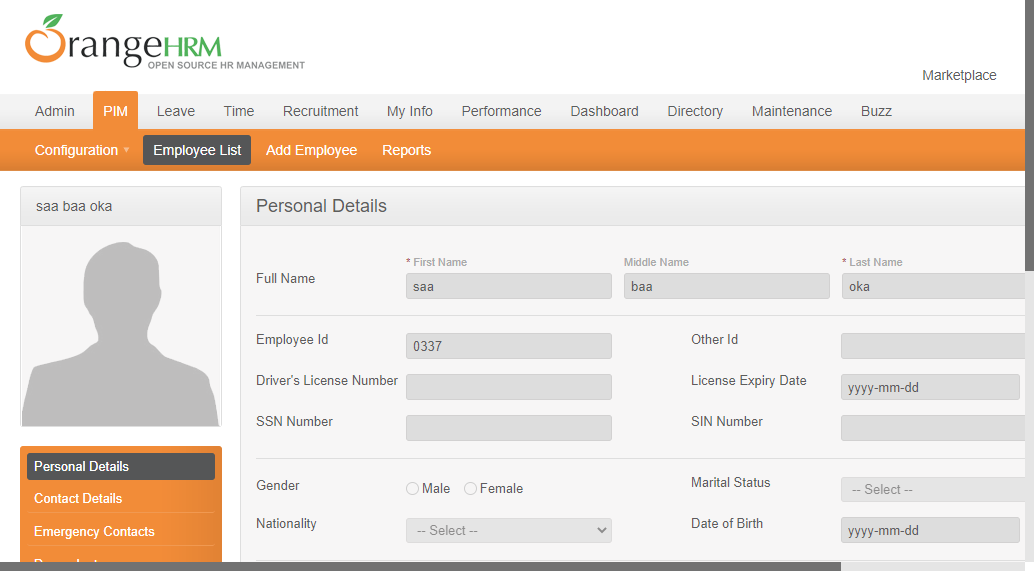 OrangeHRM
OPEN SOURCE HR MANAGEMENT
Marketplace
Admin PIM Leave Time Recruitment My Info Performance Dashboard Directory Maintenance Buzz
Configuration Employee List Add Employee Reports
saa baa oka
Personal Details
Contact Details
Emergency Contacts
Personal Details
* First Name Middle Name * Last Name
Full Name saa baa oka
Employee Id 0337 Other Id
Driver's License Number License Expiry Date yyyy-mm-dd
SSN Number SIN Number
Gender Male Female Marital Status -- Select --
Nationality -- Select -- Date of Birth yyyy-mm-dd